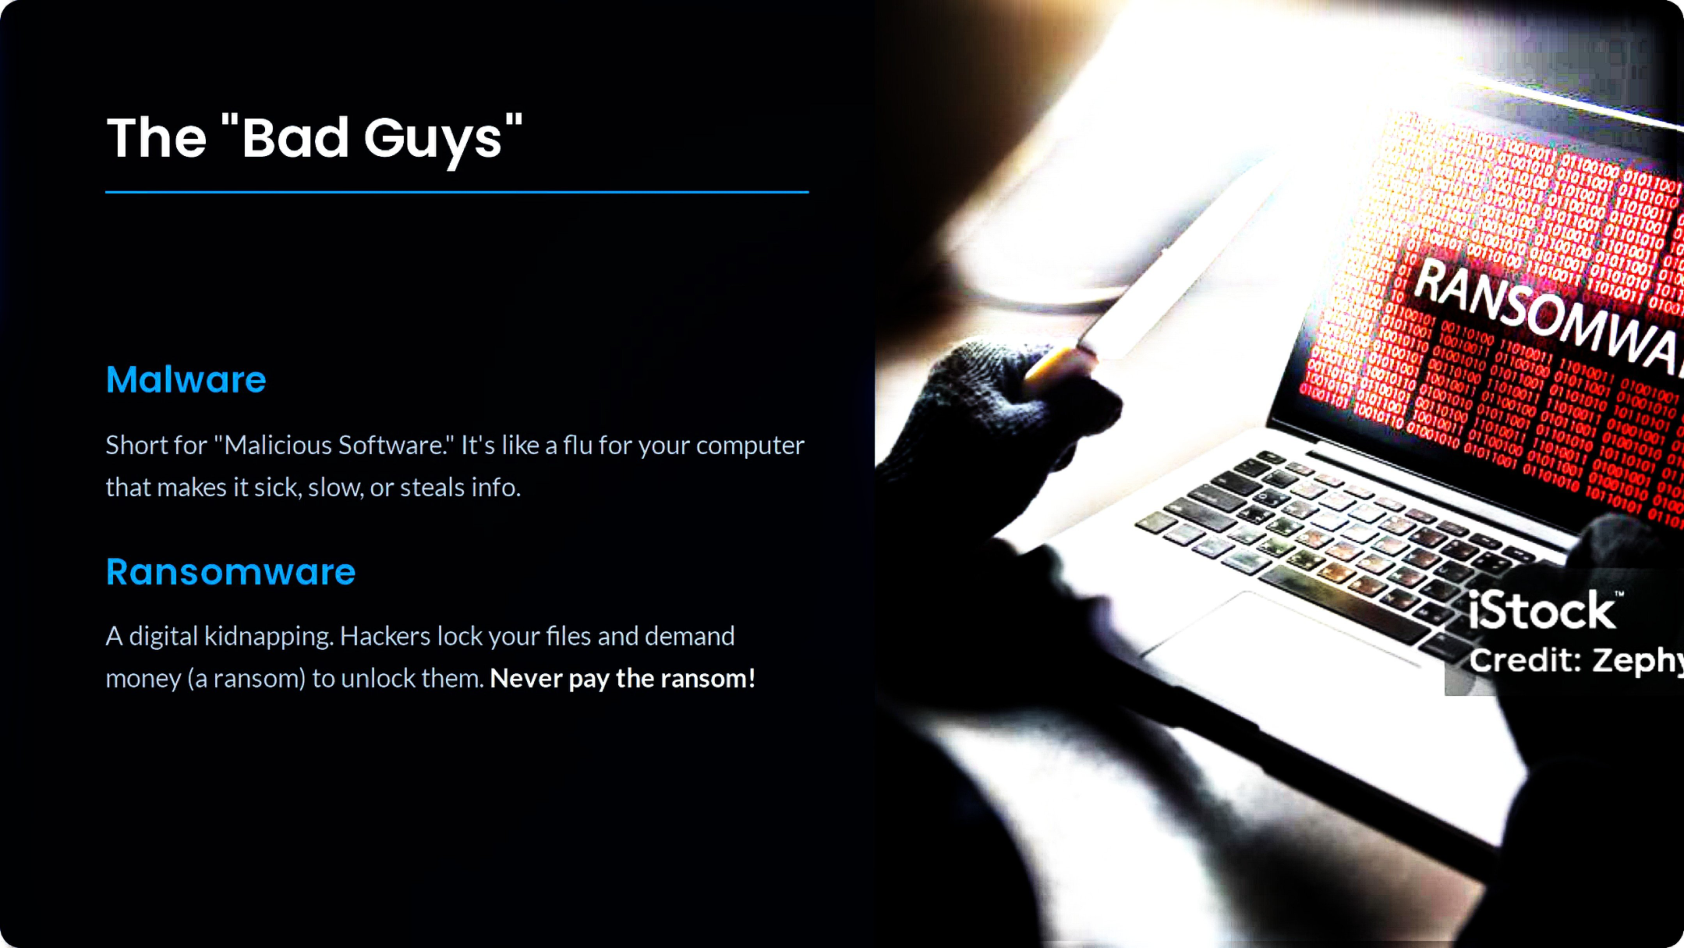 The "Bad Guys"
Malware
Short for "Malicious Software." It's like a flu for your computer
that makes it sick, slow, or steals info.
Ransomware
A digital kidnapping. Hackers lock your files and demand
money (a ransom) to unlock them. Never pay the ransom!
RANSOMWA
iStock™
Credit: Zephy